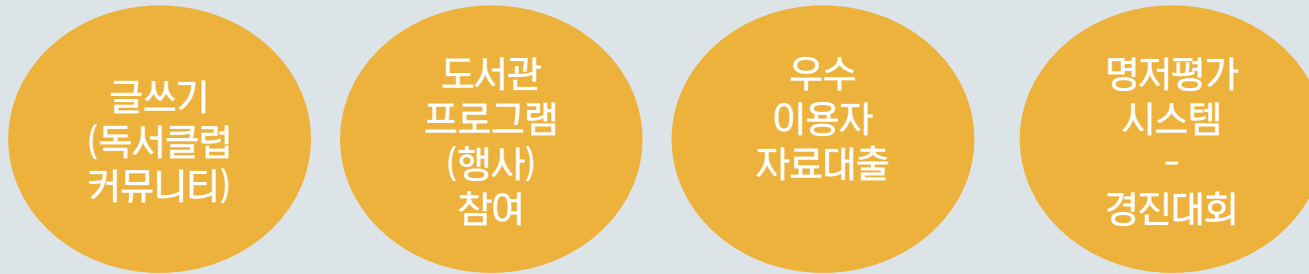 글쓰기
(독서클럽
커뮤니티)
도서관
프로그램
(행사)
참여
우수
이용자
자료대출
명저평가
시스템
-
경진대회